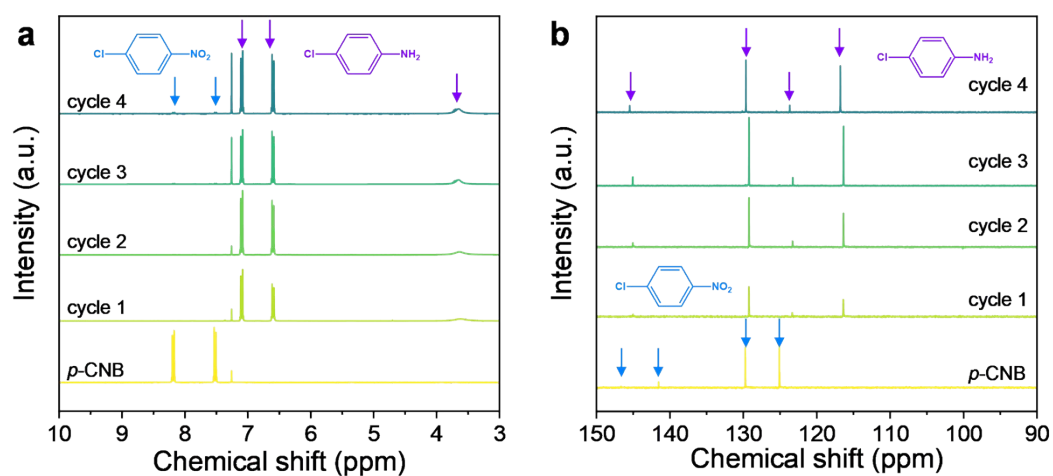 a
Cl
NO₂
Cl
NH₂
cycle 4
cycle 3
cycle 2
cycle 1
p-CNB
Intensity (a.u.)
10 9 8 7 6 5 4 3
Chemical shift (ppm)
b
Cl
NH₂
cycle 4
cycle 3
cycle 2
Cl
NO₂
cycle 1
p-CNB
Intensity (a.u.)
150 140 130 120 110 100 90
Chemical shift (ppm)